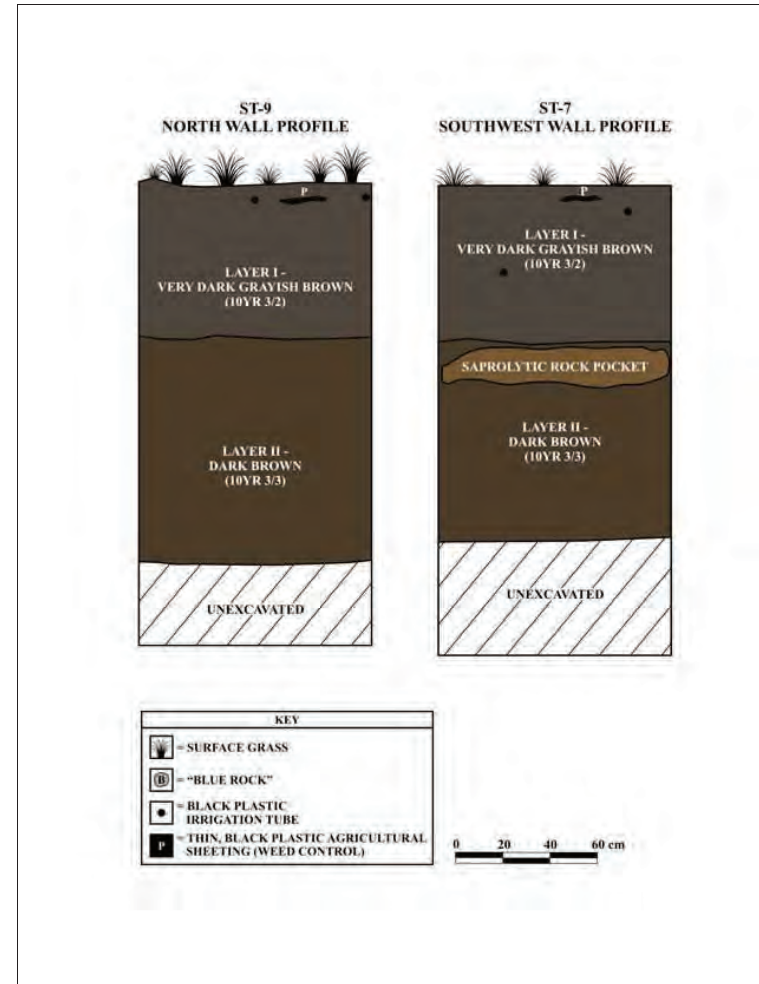 ST-9
NORTH WALL PROFILE
P
LAYER I -
VERY DARK GRAYISH BROWN
(10YR 3/2)
LAYER II -
DARK BROWN
(10YR 3/3)
UNEXCAVATED
ST-7
SOUTHWEST WALL PROFILE
P
LAYER I -
VERY DARK GRAYISH BROWN
(10YR 3/2)
SAPROLYTIC ROCK POCKET
LAYER II -
DARK BROWN
(10YR 3/3)
UNEXCAVATED
KEY
= SURFACE GRASS
B = "BLUE ROCK"
= BLACK PLASTIC
IRRIGATION TUBE
P = THIN, BLACK PLASTIC AGRICULTURAL
SHEETING (WEED CONTROL)
0 20 40 60 cm